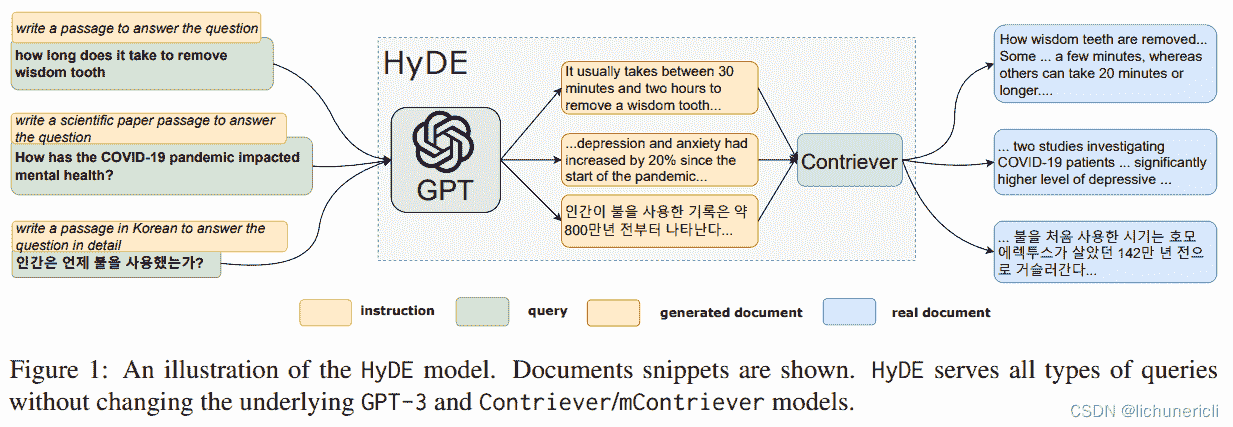 write a passage to answer the question
how long does it take to remove
wisdom tooth
write a scientific paper passage to answer
the question
How has the COVID-19 pandemic impacted
mental health?
write a passage in Korean to answer the
question in detail
인간은 언제 불을 사용했는가?
HyDE
GPT
It usually takes between 30
minutes and two hours to
remove a wisdom tooth...
...depression and anxiety had
increased by 20% since the
start of the pandemic...
인간이 불을 사용한 기록은 약
800만년 전부터 나타난다...
Contriever
How wisdom teeth are removed...
Some ... a few minutes, whereas
others can take 20 minutes or
longer....
... two studies investigating
COVID-19 patients ... significantly
higher level of depressive ...
... 불을 처음 사용한 시기는 호모
에렉투스가 살았던 142만 년 전으
로 거슬러간다...
instruction
query
generated document
real document
Figure 1: An illustration of the HyDE model. Documents snippets are shown. HyDE serves all types of queries
without changing the underlying GPT-3 and Contriever/mContriever models.
CSDN @lichunericli